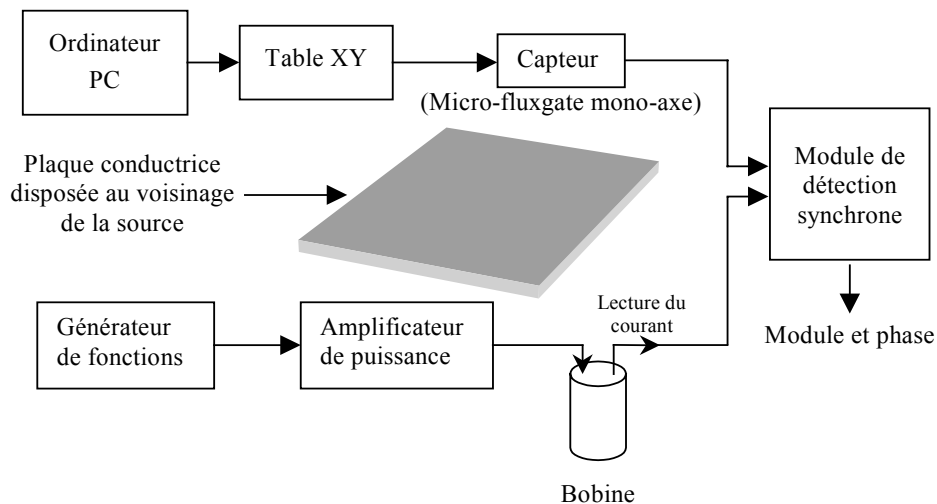 Ordinateur
PC
Table XY
Capteur
(Micro-fluxgate mono-axe)
Plaque conductrice
disposée au voisinage
de la source
Module de
détection
synchrone
Générateur
de fonctions
Amplificateur
de puissance
Lecture du
courant
Module et phase
Bobine